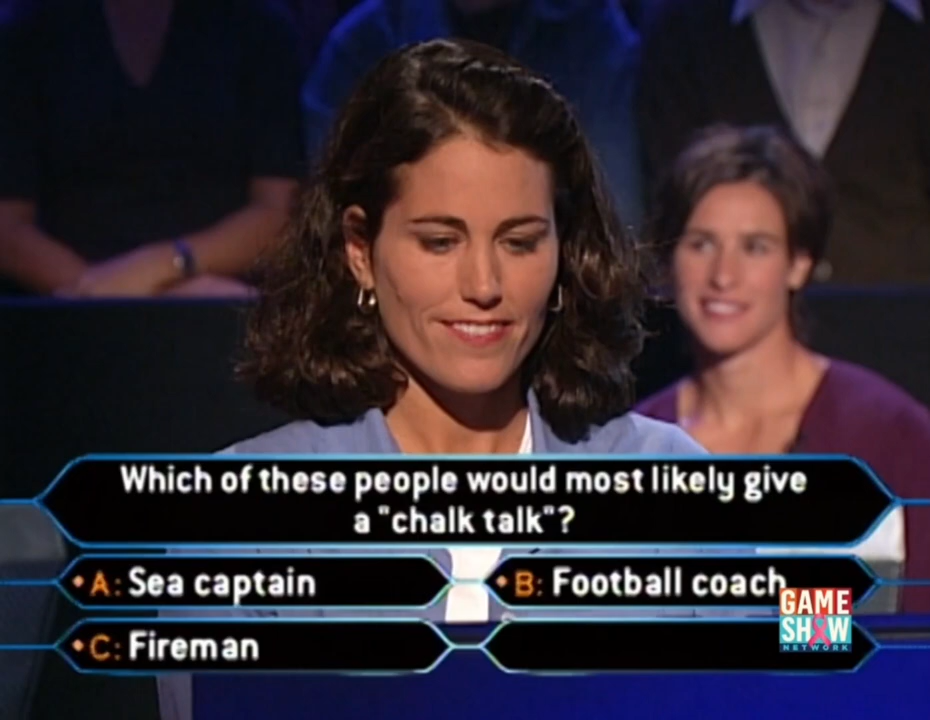 Which of these people would most likely give
a "chalk talk"?
A: Sea captain
B: Football coach
C: Fireman
GAME
SHOW
NETWORK